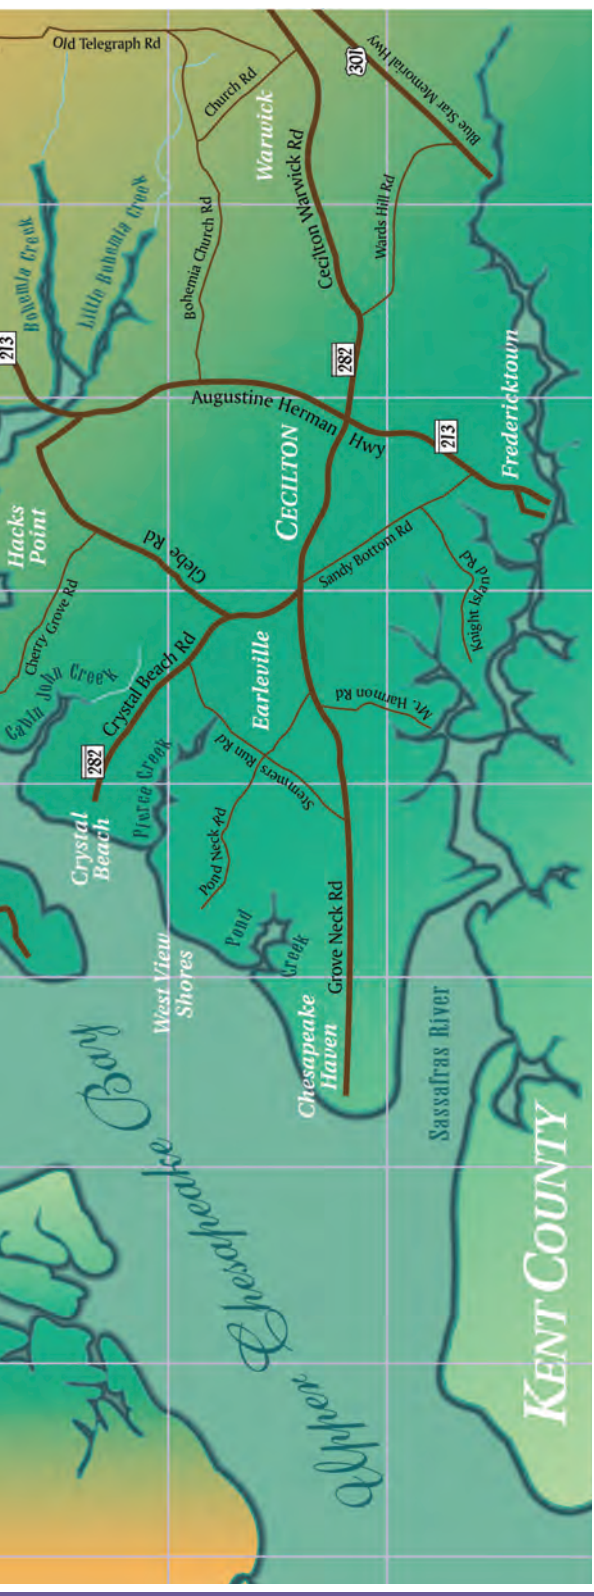 Old Telegraph Rd
Church Rd
301
Blue Star Memorial Hwy
Warwick
Cecilton Warwick Rd
Wards Hill Rd
Bohemia Creek
Little Bohemia Creek
Bohemia Church Rd
213
282
Augustine Herman Hwy
213
Fredericktown
CECILTON
Hacks
Point
Glebe Rd
Sandy Bottom Rd
Knight Island Rd
Cherry Grove Rd
Cabin John Creek
Crystal Beach Rd
Earleville
Mt. Harmon Rd
282
Pierce Creek
Stemmers Run Rd
Crystal
Beach
Pond Neck Rd
Pond
Creek
Grove Neck Rd
West View
Shores
Chesapeake
Haven
Sassafras River
Upper Chesapeake Bay
KENT COUNTY